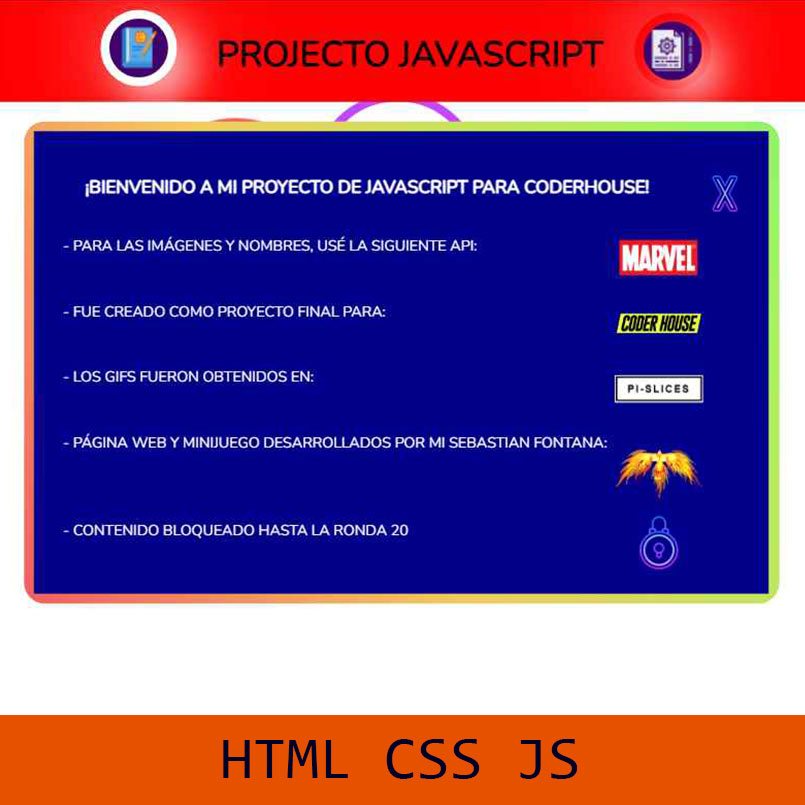 PROJECTO JAVASCRIPT
¡BIENVENIDO A MI PROYECTO DE JAVASCRIPT PARA CODERHOUSE!
X
- PARA LAS IMÁGENES Y NOMBRES, USÉ LA SIGUIENTE API:
MARVEL
- FUE CREADO COMO PROYECTO FINAL PARA:
CODER HOUSE
- LOS GIFS FUERON OBTENIDOS EN:
PI-SLICES
- PÁGINA WEB Y MINIJUEGO DESARROLLADOS POR MI SEBASTIAN FONTANA:
- CONTENIDO BLOQUEADO HASTA LA RONDA 20
HTML CSS JS